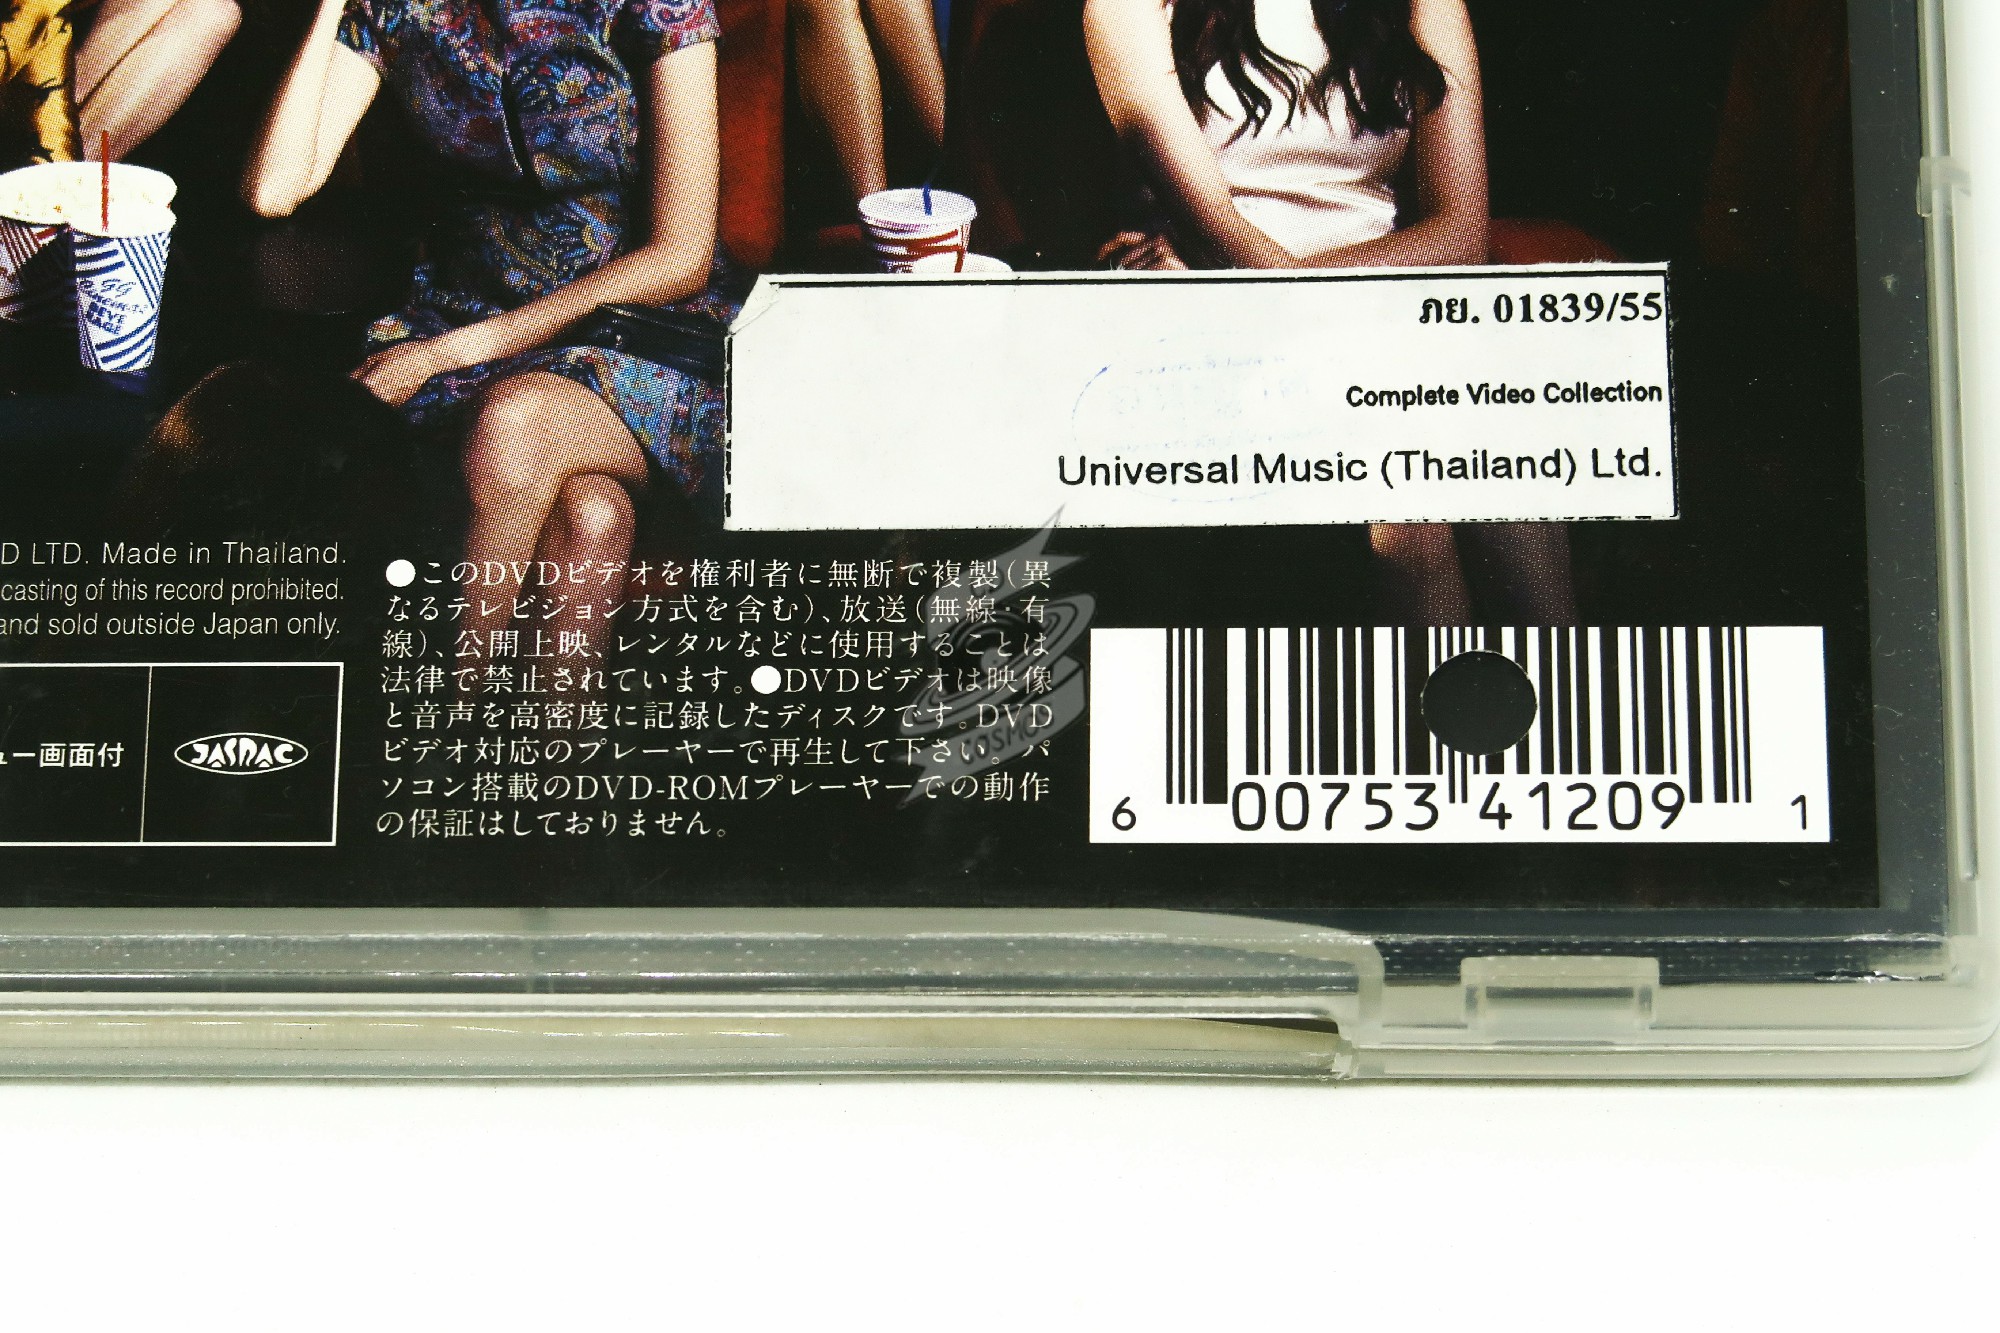 ภย. 01839/55
Complete Video Collection
Universal Music (Thailand) Ltd.
D LTD. Made in Thailand.
casting of this record prohibited.
and sold outside Japan only.
ュー画面付
JASRAC
●このDVDビデオを権利者に無断で複製(異
なるテレビジョン方式を含む)、放送(無線·有
線)、公開上映、レンタルなどに使用することは
法律で禁止されています。●DVDビデオは映像
と音声を高密度に記録したディスクです。DVD
ビデオ対応のプレーヤーで再生して下さい。パ
ソコン搭載のDVD-ROMプレーヤーでの動作
の保証はしておりません。
COSMO
6 00753 41209 1